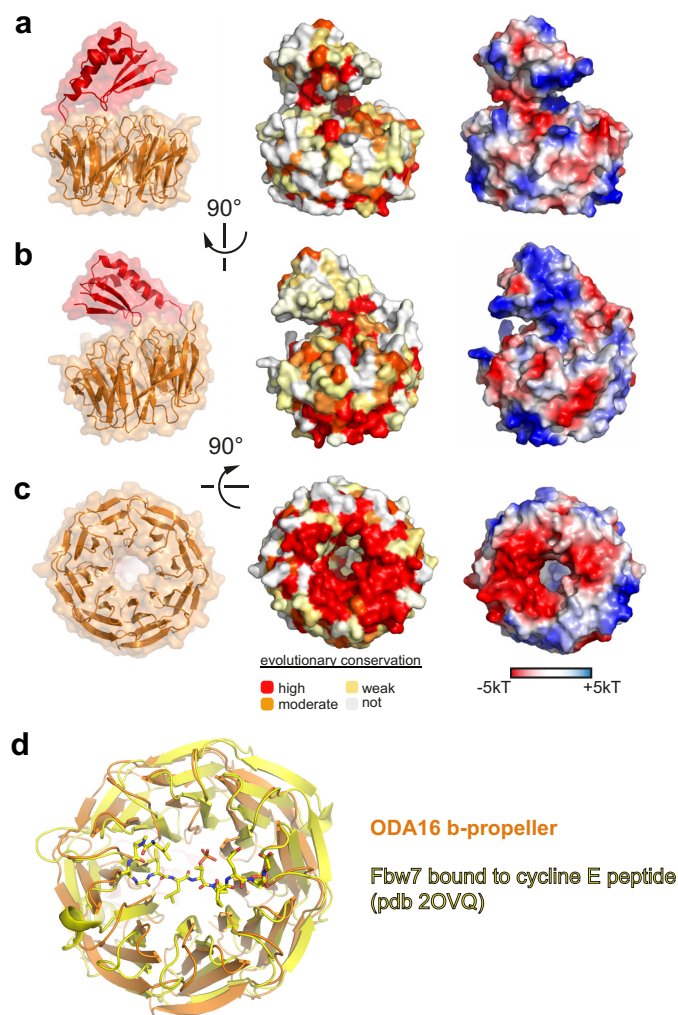 a
90°
b
90°
c
evolutionary conservation
high weak
moderate not
-5kT +5kT
d
ODA16 b-propeller
Fbw7 bound to cycline E peptide
(pdb 2OVQ)